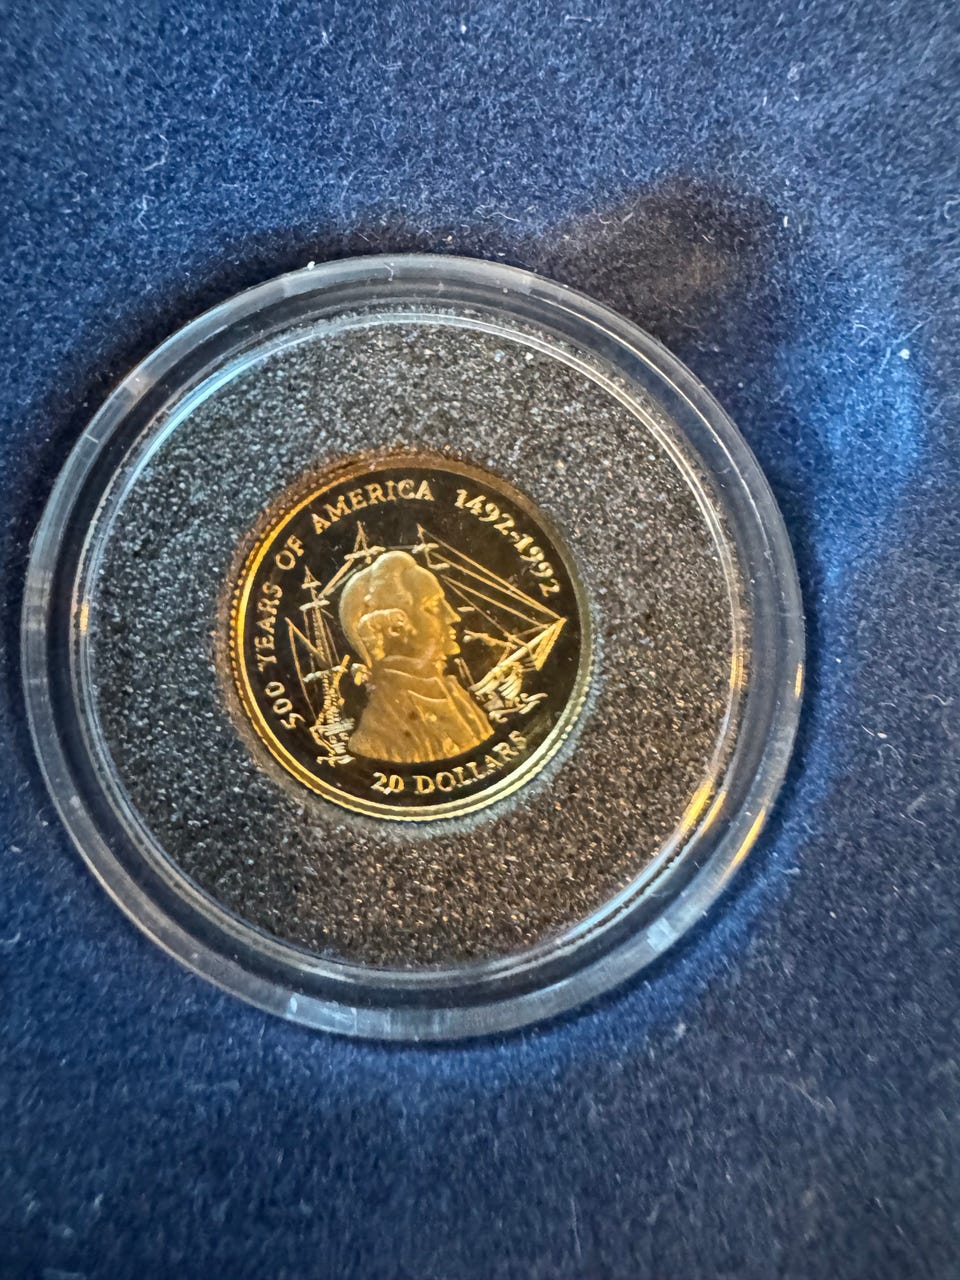 500 YEARS OF AMERICA 1492-1992
20 DOLLARS